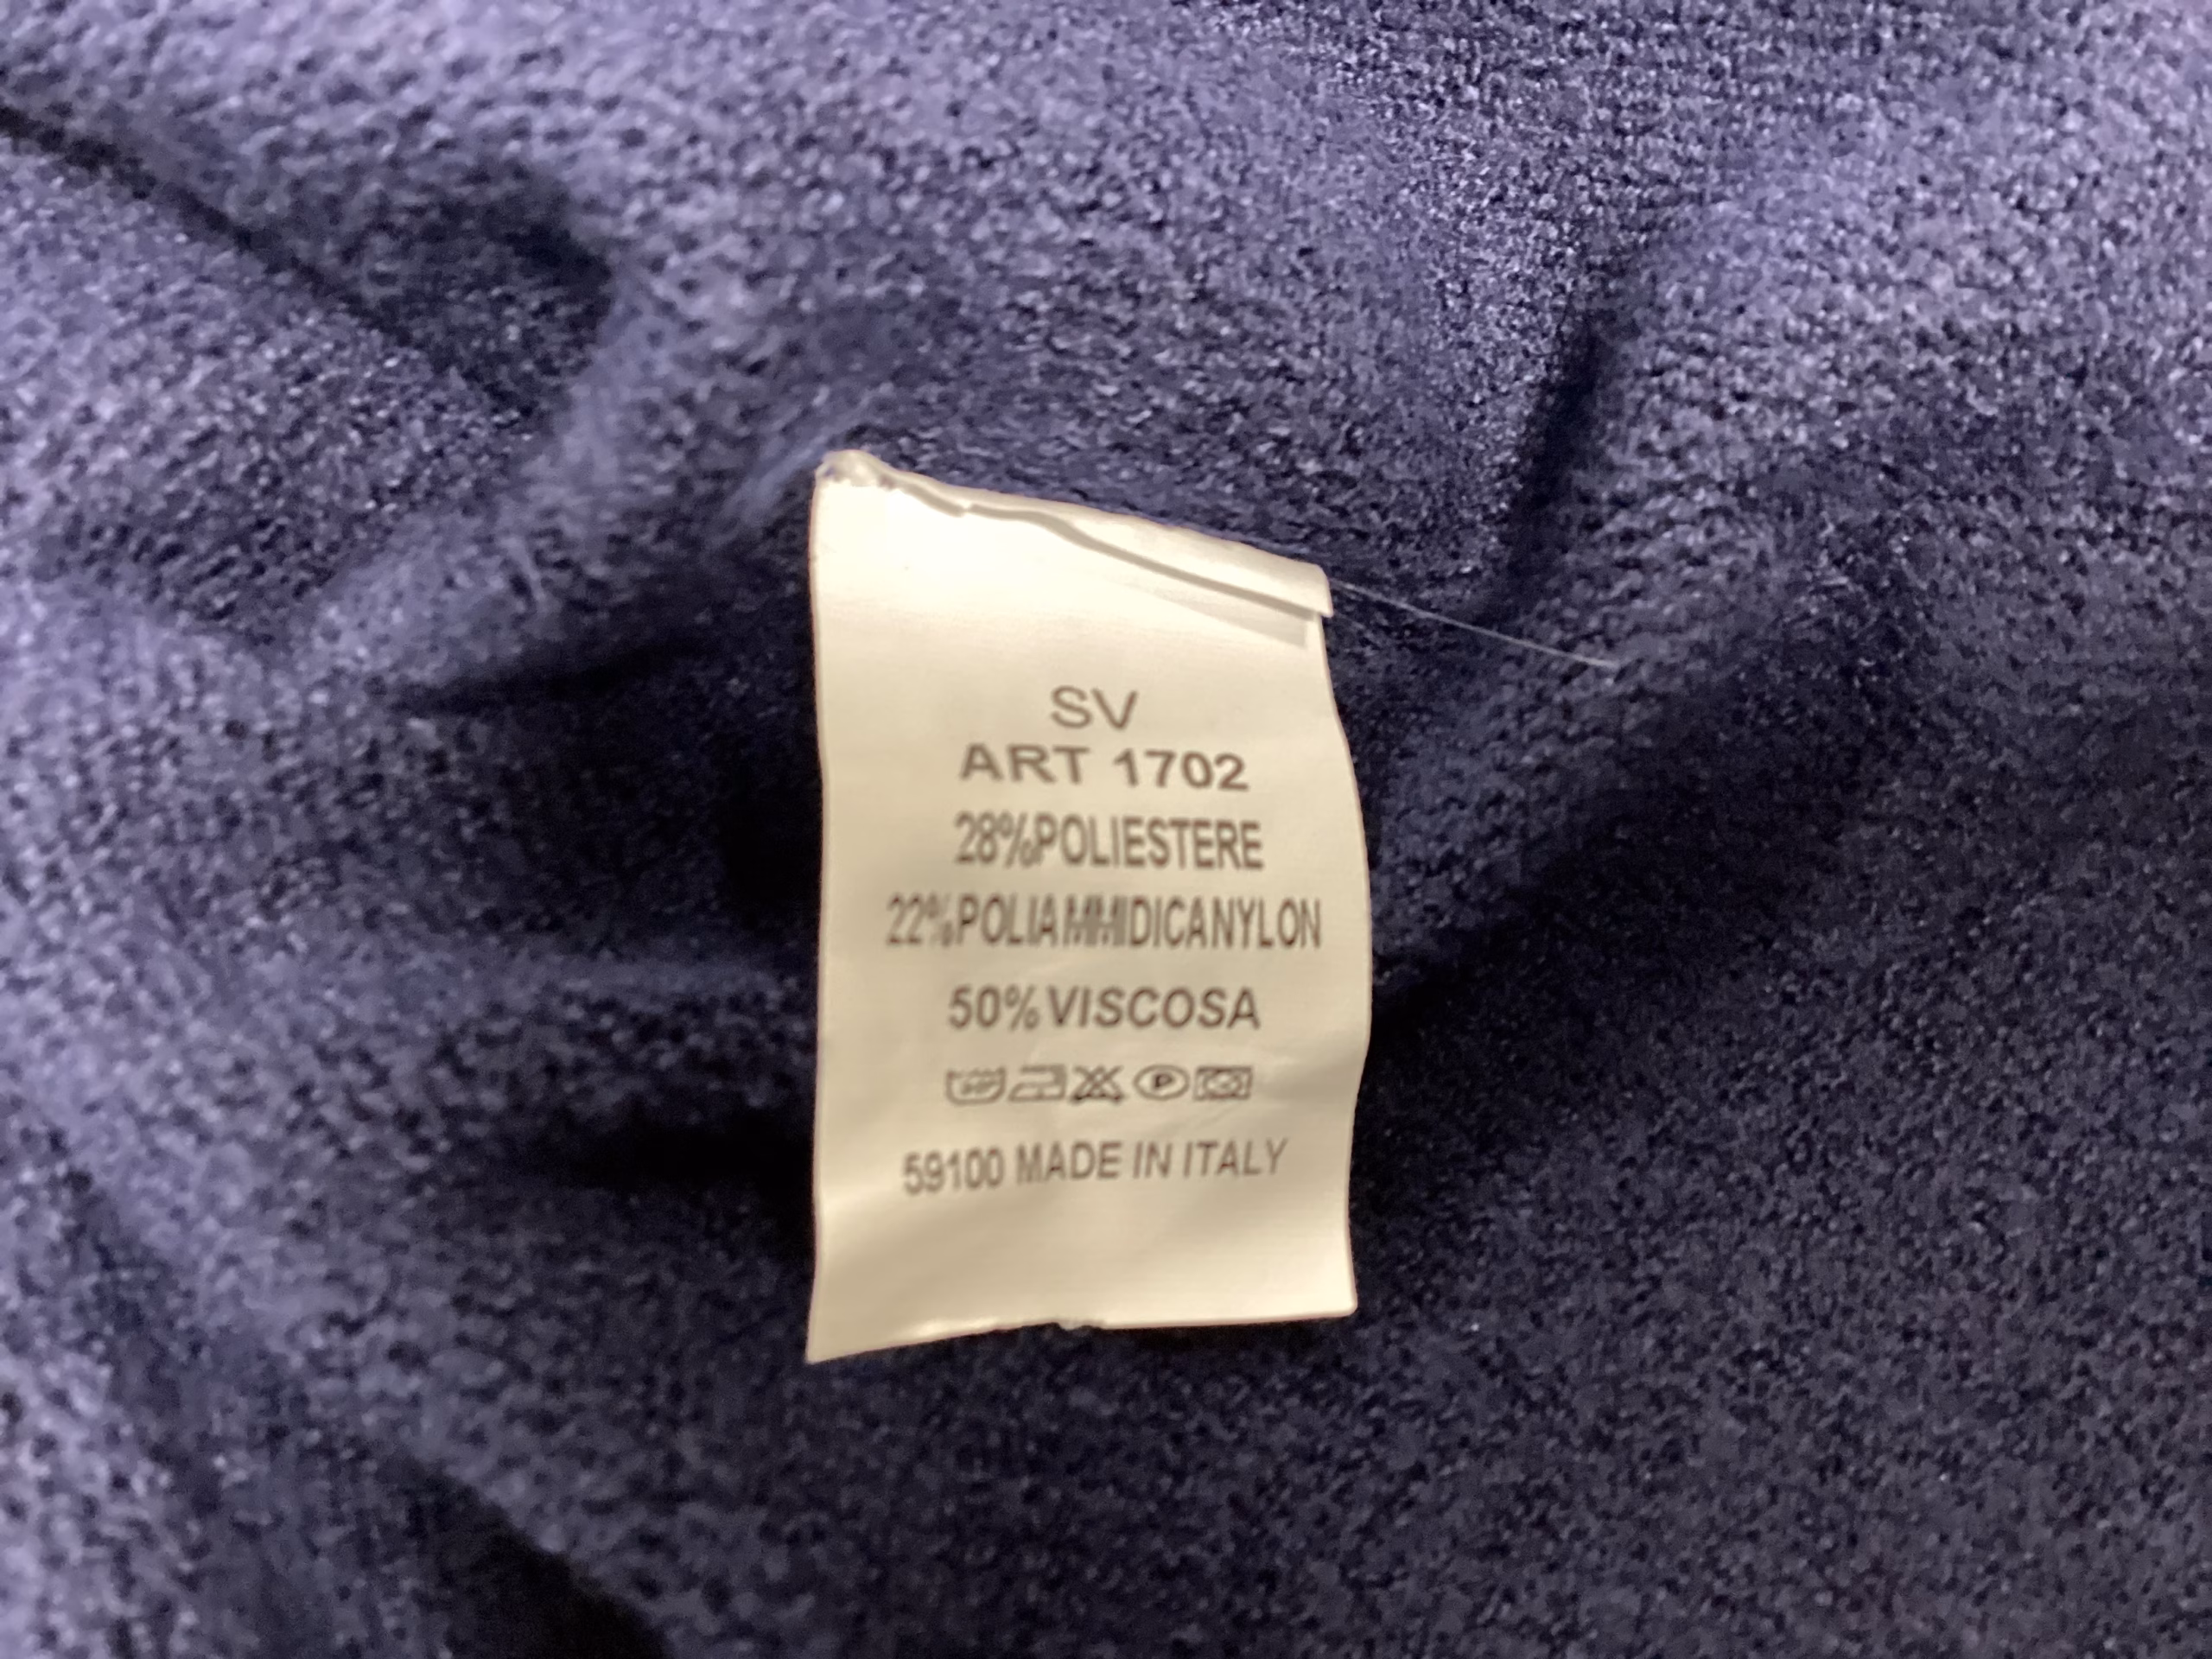 SV
ART 1702
28%POLIESTERE
22%POLIAMMIDICANYLON
50%VISCOSA
P
59100 MADE IN ITALY